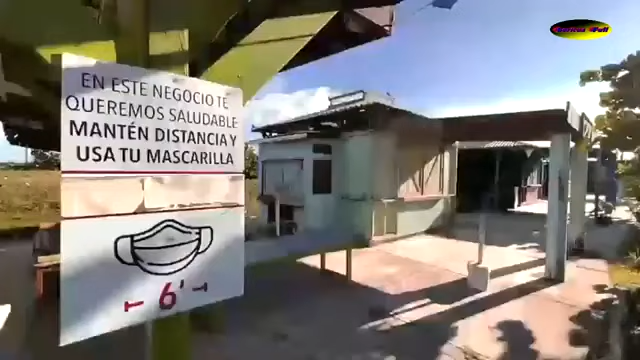 EN ESTE NEGOCIO TE
QUEREMOS SALUDABLE
MANTÉN DISTANCIA Y
USA TU MASCARILLA
6'